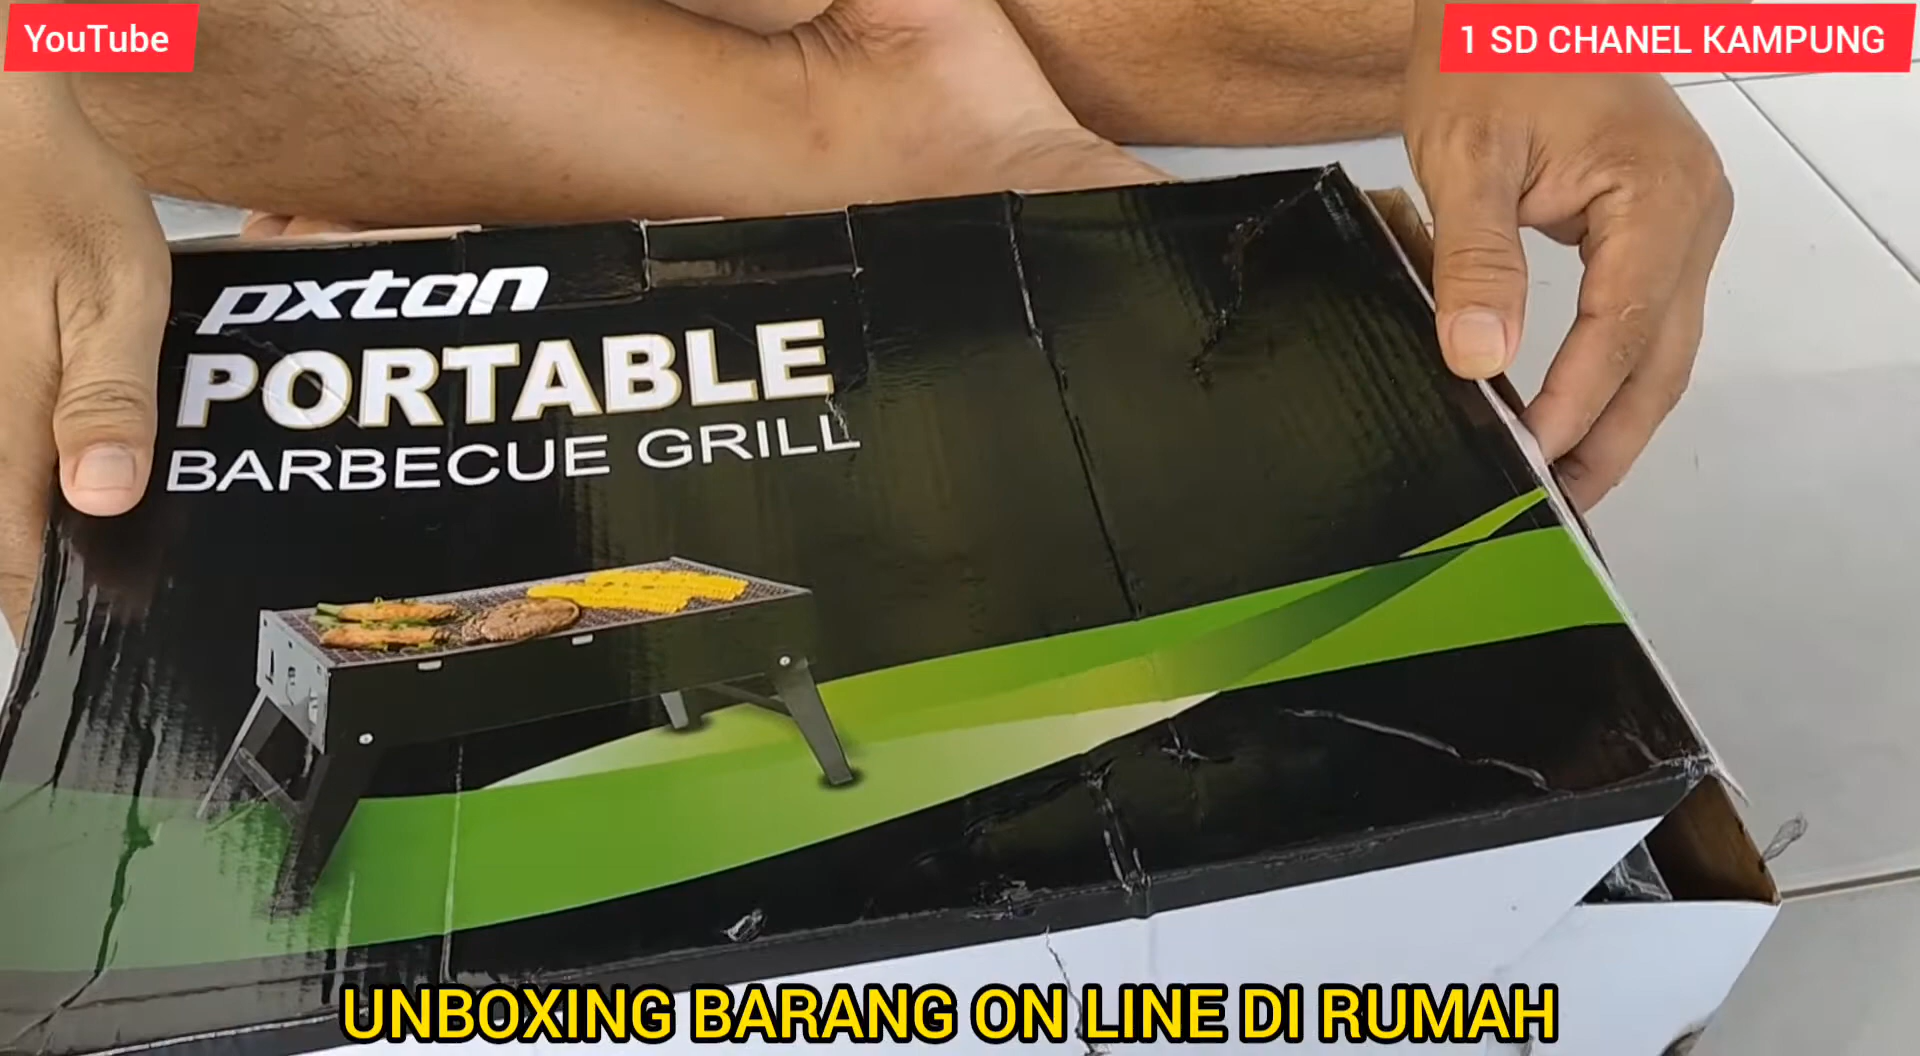 YouTube
1 SD CHANEL KAMPUNG
pxton
PORTABLE
BARBECUE GRILL
UNBOXING BARANG ON LINE DI RUMAH